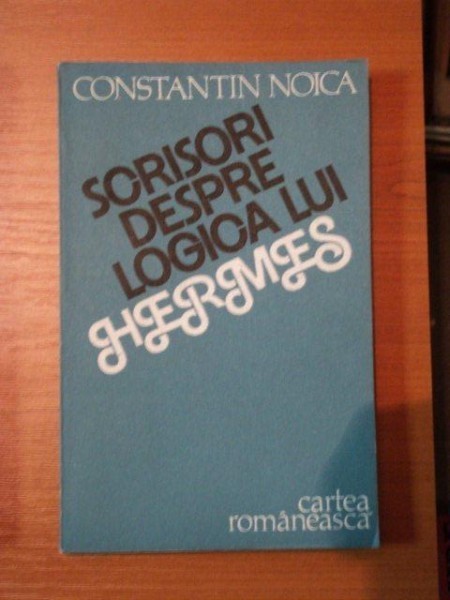 CONSTANTIN NOICA
SCRISORI
DESPRE
LOGICA LUI
HERMES
cartea
românească